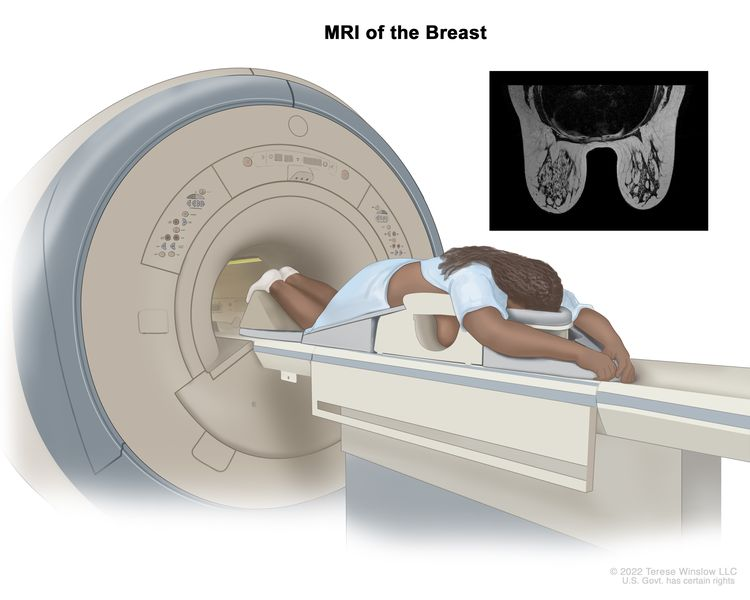 MRI of the Breast
© 2022 Terese Winslow LLC
U.S. Govt. has certain rights